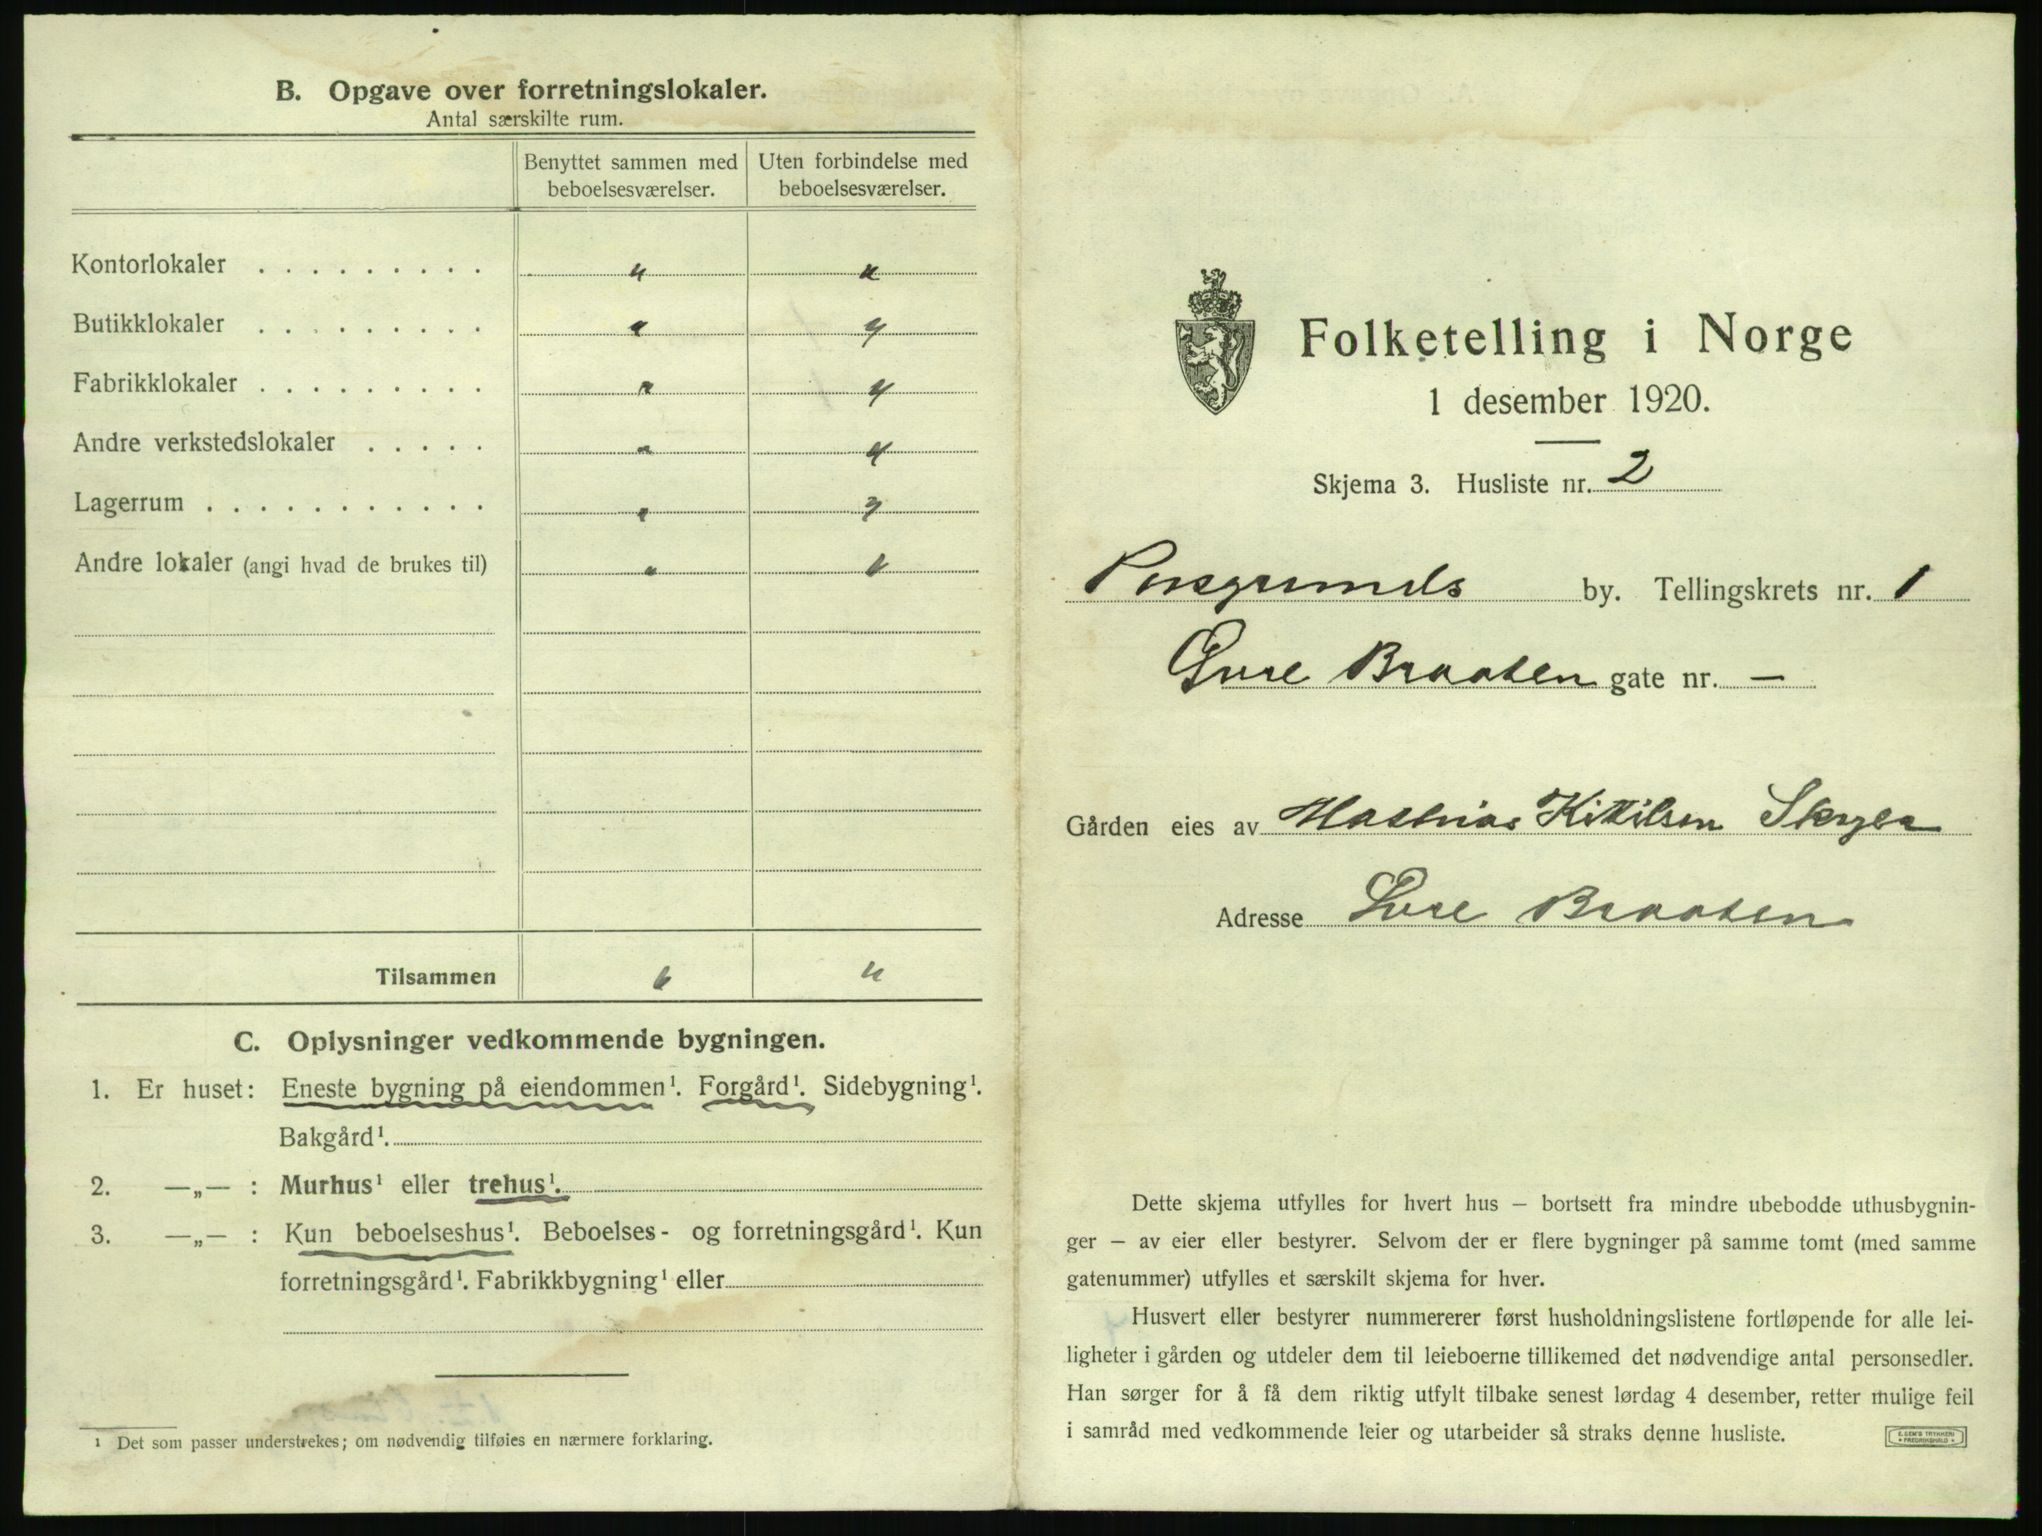 B. Opgave over forretningslokaler.
Antal særskilte rum.
Benyttet sammen med beboelsesværelser.
Uten forbindelse med beboelsesværelser.
Kontorlokaler . . . . . . . . . " "
Butikklokaler . . . . . . . . . " "
Fabrikklokaler . . . . . . . . . " "
Andre verkstedslokaler . . . . . " "
Lagerrum . . . . . . . . . . . " "
Andre lokaler (angi hvad de brukes til) " "
Tilsammen " "
C. Oplysninger vedkommende bygningen.
1. Er huset: Eneste bygning på eiendommen¹. Forgård¹. Sidebygning¹.
Bakgård¹.
2. —„— : Murhus¹ eller trehus¹.
3. —„— : Kun beboelseshus¹. Beboelses- og forretningsgård¹. Kun
forretningsgård¹. Fabrikkbygning¹ eller
¹ Det som passer understrekes; om nødvendig tilføies en nærmere forklaring.
Folketelling i Norge
1 desember 1920.
Skjema 3. Husliste nr. 2
Porsgrunds by. Tellingskrets nr. 1
Øvre Braaten gate nr. —
Gården eies av Mathias Kittilsen
Adresse Øvre Braaten
Dette skjema utfylles for hvert hus – bortsett fra mindre ubebodde uthusbygnin-
ger – av eier eller bestyrer. Selvom der er flere bygninger på samme tomt (med samme
gatenummer) utfylles et særskilt skjema for hver.
Husvert eller bestyrer nummererer først husholdningslistene fortløpende for alle lei-
ligheter i gården og utdeler dem til leieboerne tillikemed det nødvendige antal personsedler.
Han sørger for å få dem riktig utfylt tilbake senest lørdag 4 desember, retter mulige feil
i samråd med vedkommende leier og utarbeider så straks denne husliste.
E. SEM'S TRYKKERI
FREDRIKSHALD